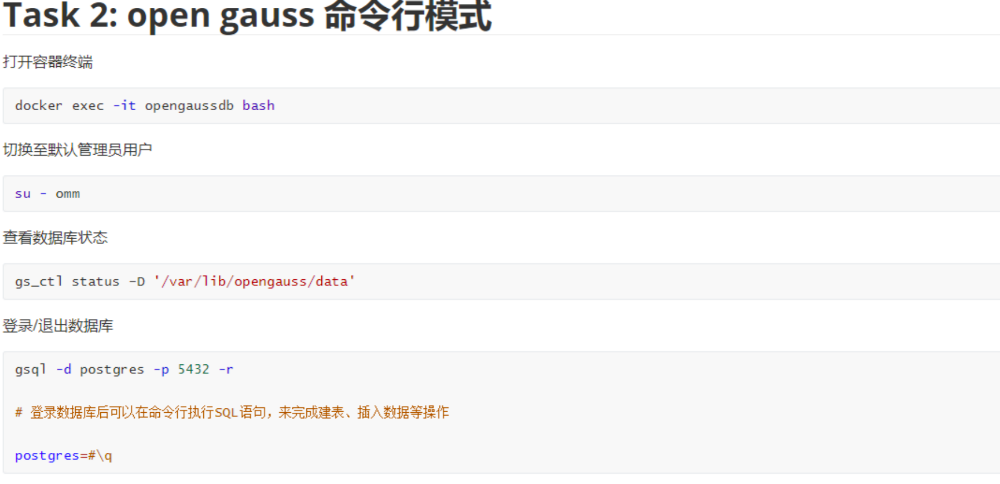 Task 2: open gauss 命令行模式
打开容器终端
docker exec -it opengaussdb bash
切换至默认管理员用户
su - omm
查看数据库状态
gs_ctl status -D '/var/lib/opengauss/data'
登录/退出数据库
gsql -d postgres -p 5432 -r
# 登录数据库后可以在命令行执行SQL语句，来完成建表、插入数据等操作
postgres=#\q